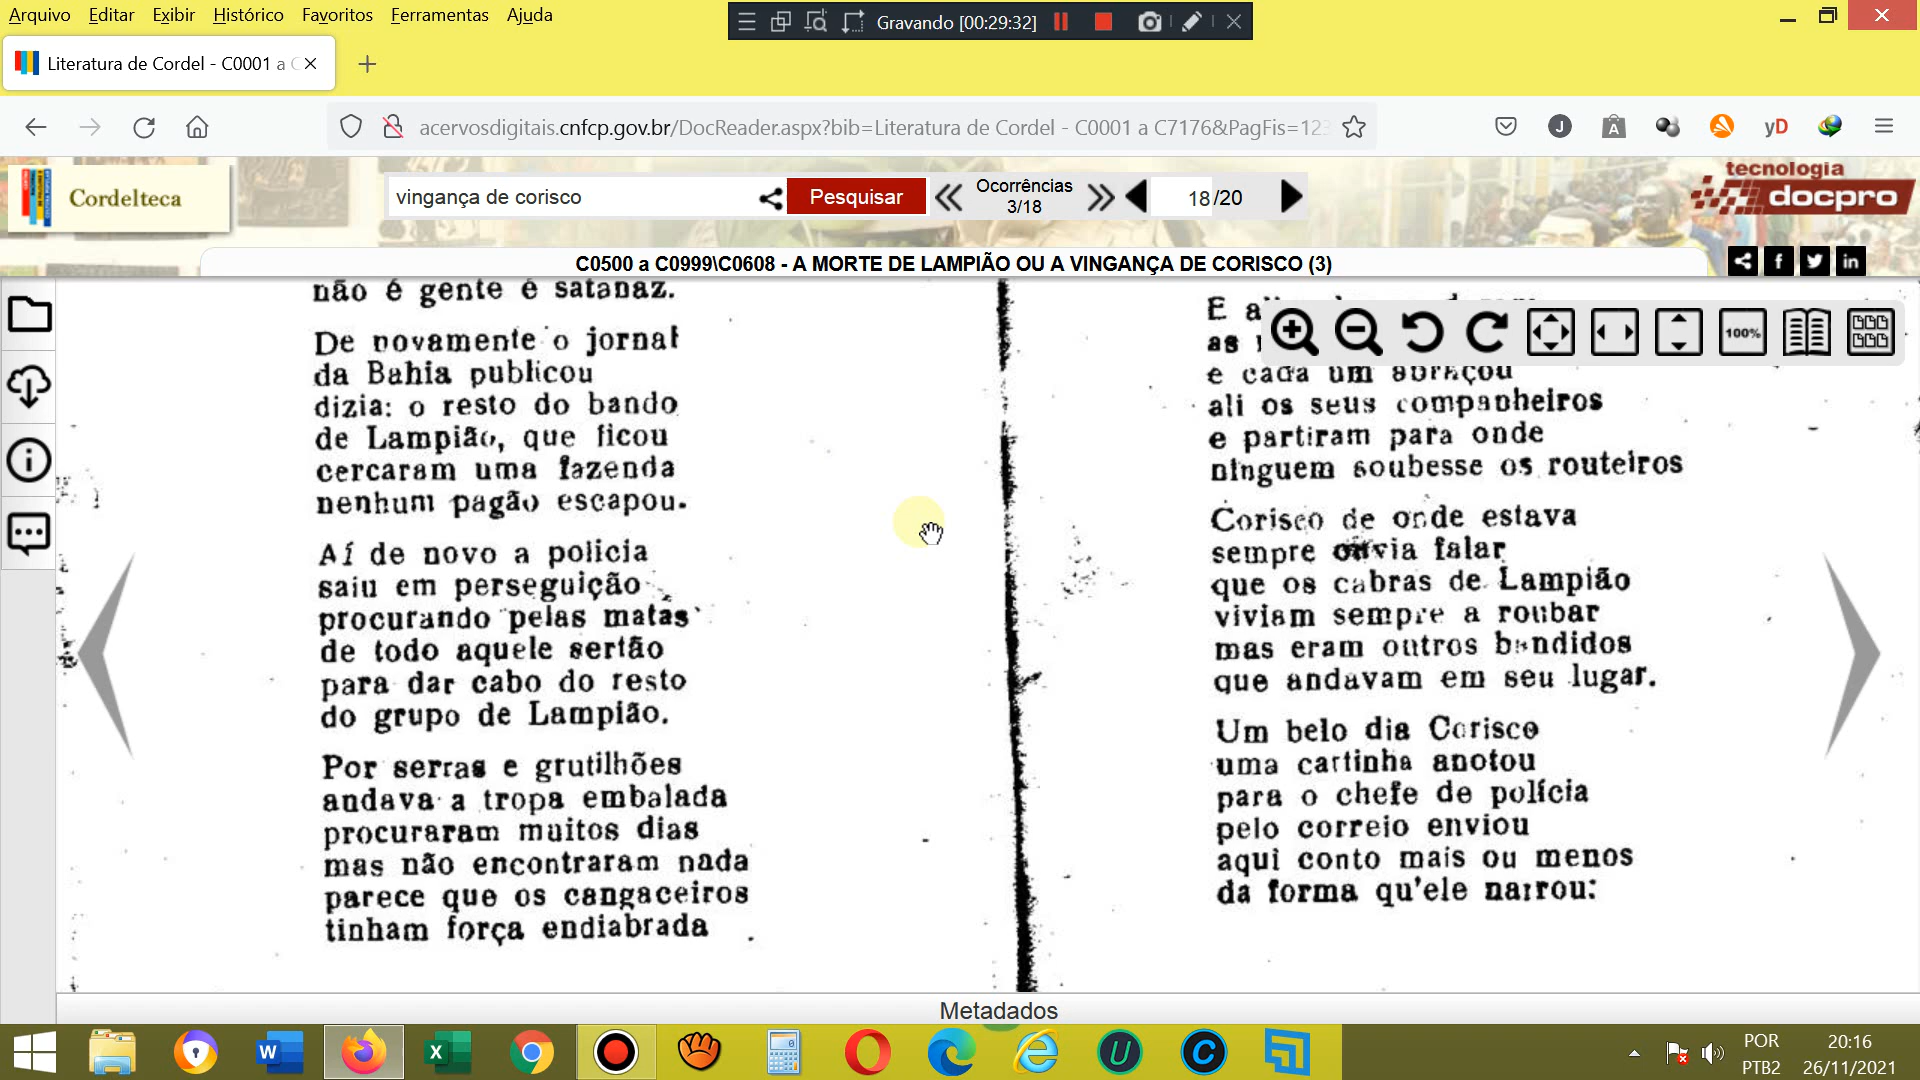 Arquivo Editar Exibir Histórico Favoritos Ferramentas Ajuda
Gravando [00:29:32]
Literatura de Cordel - C0001 a C
acervosdigitais.cnfcp.gov.br/DocReader.aspx?bib=Literatura de Cordel - C0001 a C7176&PagFis=123
Cordelteca
vingança de corisco
Pesquisar
Ocorrências
3/18
18 /20
tecnologia
docpro
C0500 a C0999\C0608 - A MORTE DE LAMPIÃO OU A VINGANÇA DE CORISCO (3)
100%
não é gente é satanaz.
De novamente o jornal
da Bahia publicou
dizia: o resto do bando
de Lampião, que ficou
cercaram uma fazenda
nenhum pagão escapou.
Aí de novo a policia
saiu em perseguição
procurando pelas matas
de todo aquele sertão
para dar cabo do resto
do grupo de Lampião.
Por serras e grutilhões
andava a tropa embalada
procuraram muitos dias
mas não encontraram nada
parece que os cangaceiros
tinham força endiabrada
E
as
e cada um abraçou
ali os seus companheiros
e partiram para onde
ninguem soubesse os routeiros
Corisco de onde estava
sempre ouvia falar
que os cabras de Lampião
viviam sempre a roubar
mas eram outros bandidos
que andavam em seu lugar.
Um belo dia Corisco
uma cartinha anotou
para o chefe de polícia
pelo correio enviou
aqui conto mais ou menos
da forma qu'ele narrou:
Metadados
POR
PTB2
20:16
26/11/2021